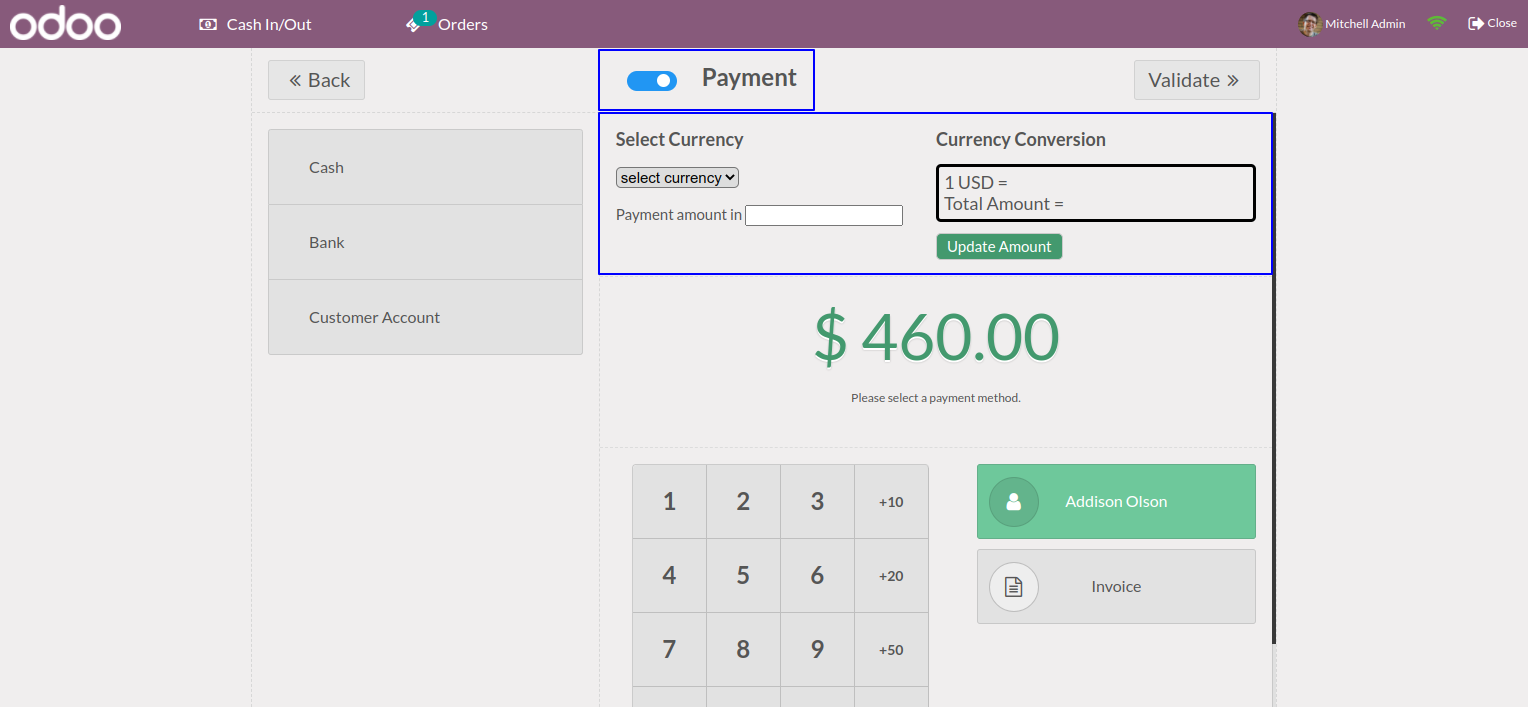 odoo
Cash In/Out
1
Orders
Mitchell Admin
Close
Back
Payment
Validate
Cash
Bank
Customer Account
Select Currency
select currency
Payment amount in
Currency Conversion
1 USD =
Total Amount =
Update Amount
$ 460.00
Please select a payment method.
1 2 3 +10
4 5 6 +20
7 8 9 +50
Addison Olson
Invoice